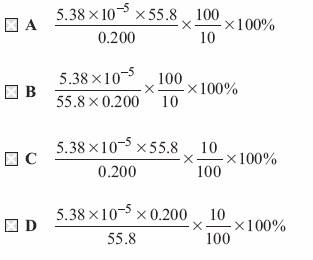 A 5.38×10⁻⁵ ×55.8 / 0.200 × 100 / 10 ×100%
B 5.38×10⁻⁵ / 55.8×0.200 × 100 / 10 ×100%
C 5.38×10⁻⁵ ×55.8 / 0.200 × 10 / 100 ×100%
D 5.38×10⁻⁵ ×0.200 / 55.8 × 10 / 100 ×100%